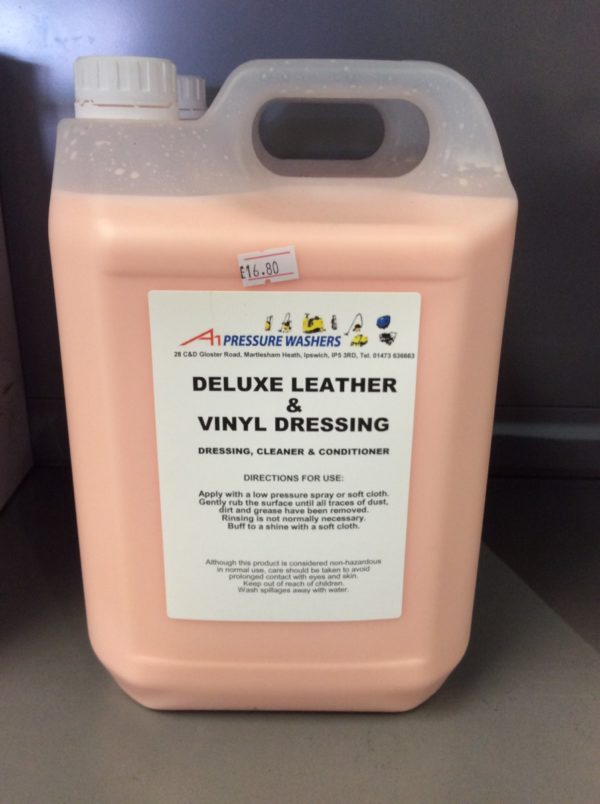 £16.80
A1 PRESSURE WASHERS
28 C&D Gloster Road, Martlesham Heath, Ipswich, IP5 3RD, Tel. 01473 636663
DELUXE LEATHER
&
VINYL DRESSING
DRESSING, CLEANER & CONDITIONER
DIRECTIONS FOR USE:
Apply with a low pressure spray or soft cloth.
Gently rub the surface until all traces of dust,
dirt and grease have been removed.
Rinsing is not normally necessary.
Buff to a shine with a soft cloth.
Although this product is considered non-hazardous
in normal use, care should be taken to avoid
prolonged contact with eyes and skin.
Keep out of reach of children.
Wash spillages away with water.